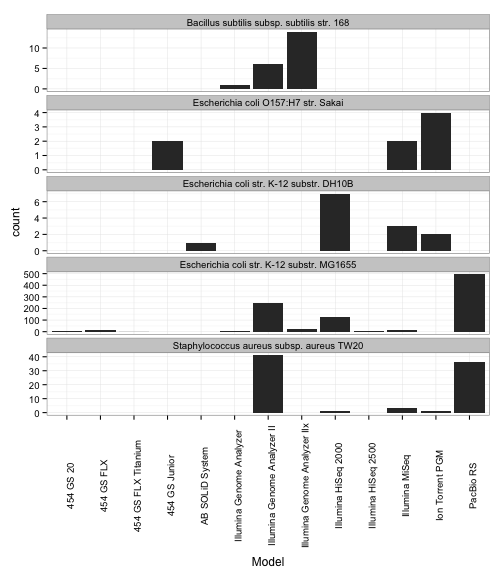 Bacillus subtilis subsp. subtilis str. 168
10
5
0
Escherichia coli O157:H7 str. Sakai
4
3
2
1
0
Escherichia coli str. K-12 substr. DH10B
6
4
2
0
count
Escherichia coli str. K-12 substr. MG1655
500
400
300
200
100
0
Staphylococcus aureus subsp. aureus TW20
40
30
20
10
0
454 GS 20
454 GS FLX
454 GS FLX Titanium
454 GS Junior
AB SOLiD System
Illumina Genome Analyzer
Illumina Genome Analyzer II
Illumina Genome Analyzer IIx
Illumina HiSeq 2000
Illumina HiSeq 2500
Illumina MiSeq
Ion Torrent PGM
PacBio RS
Model